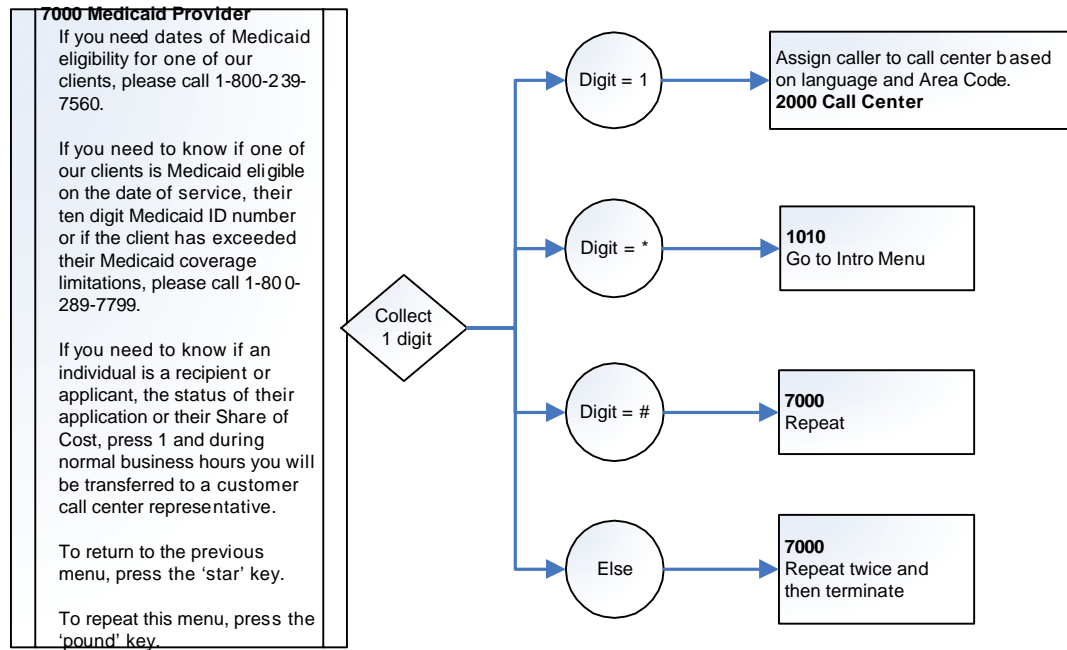 7000 Medicaid Provider
If you need dates of Medicaid
eligibility for one of our
clients, please call 1-800-239-
7560.
If you need to know if one of
our clients is Medicaid eligible
on the date of service, their
ten digit Medicaid ID number
or if the client has exceeded
their Medicaid coverage
limitations, please call 1-800-
289-7799.
If you need to know if an
individual is a recipient or
applicant, the status of their
application or their Share of
Cost, press 1 and during
normal business hours you will
be transferred to a customer
call center representative.
To return to the previous
menu, press the ‘star’ key.
To repeat this menu, press the
‘pound’ key.
Collect
1 digit
Digit = 1
Assign caller to call center based
on language and Area Code.
2000 Call Center
Digit = *
1010
Go to Intro Menu
Digit = #
7000
Repeat
Else
7000
Repeat twice and
then terminate